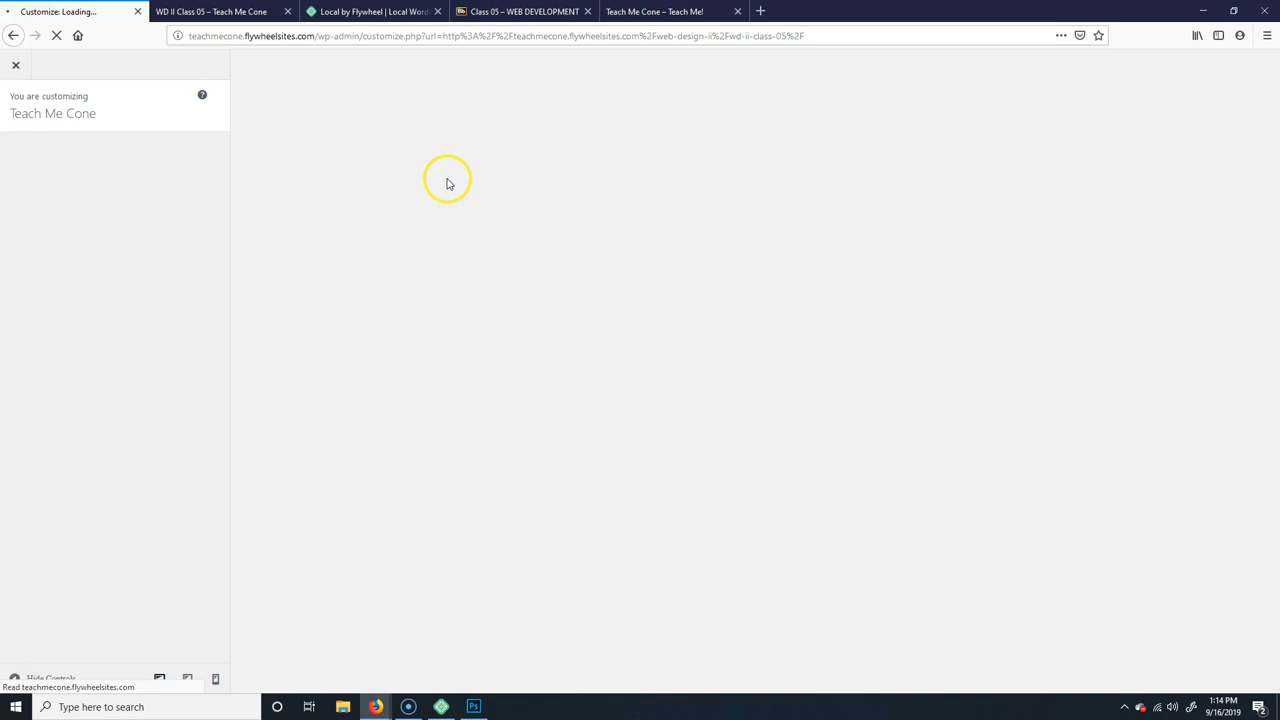 Customize: Loading...
WD II Class 05 – Teach Me Cone
Local by Flywheel | Local Word
Class 05 – WEB DEVELOPMENT
Teach Me Cone – Teach Me!
teachmecone.flywheelsites.com/wp-admin/customize.php?url=http%3A%2F%2Fteachmecone.flywheelsites.com%2Fweb-design-ii%2Fwd-ii-class-05%2F
You are customizing
Teach Me Cone
Hide Controls
Read teachmecone.flywheelsites.com
Type here to search
Ps
1:14 PM
9/16/2019
2